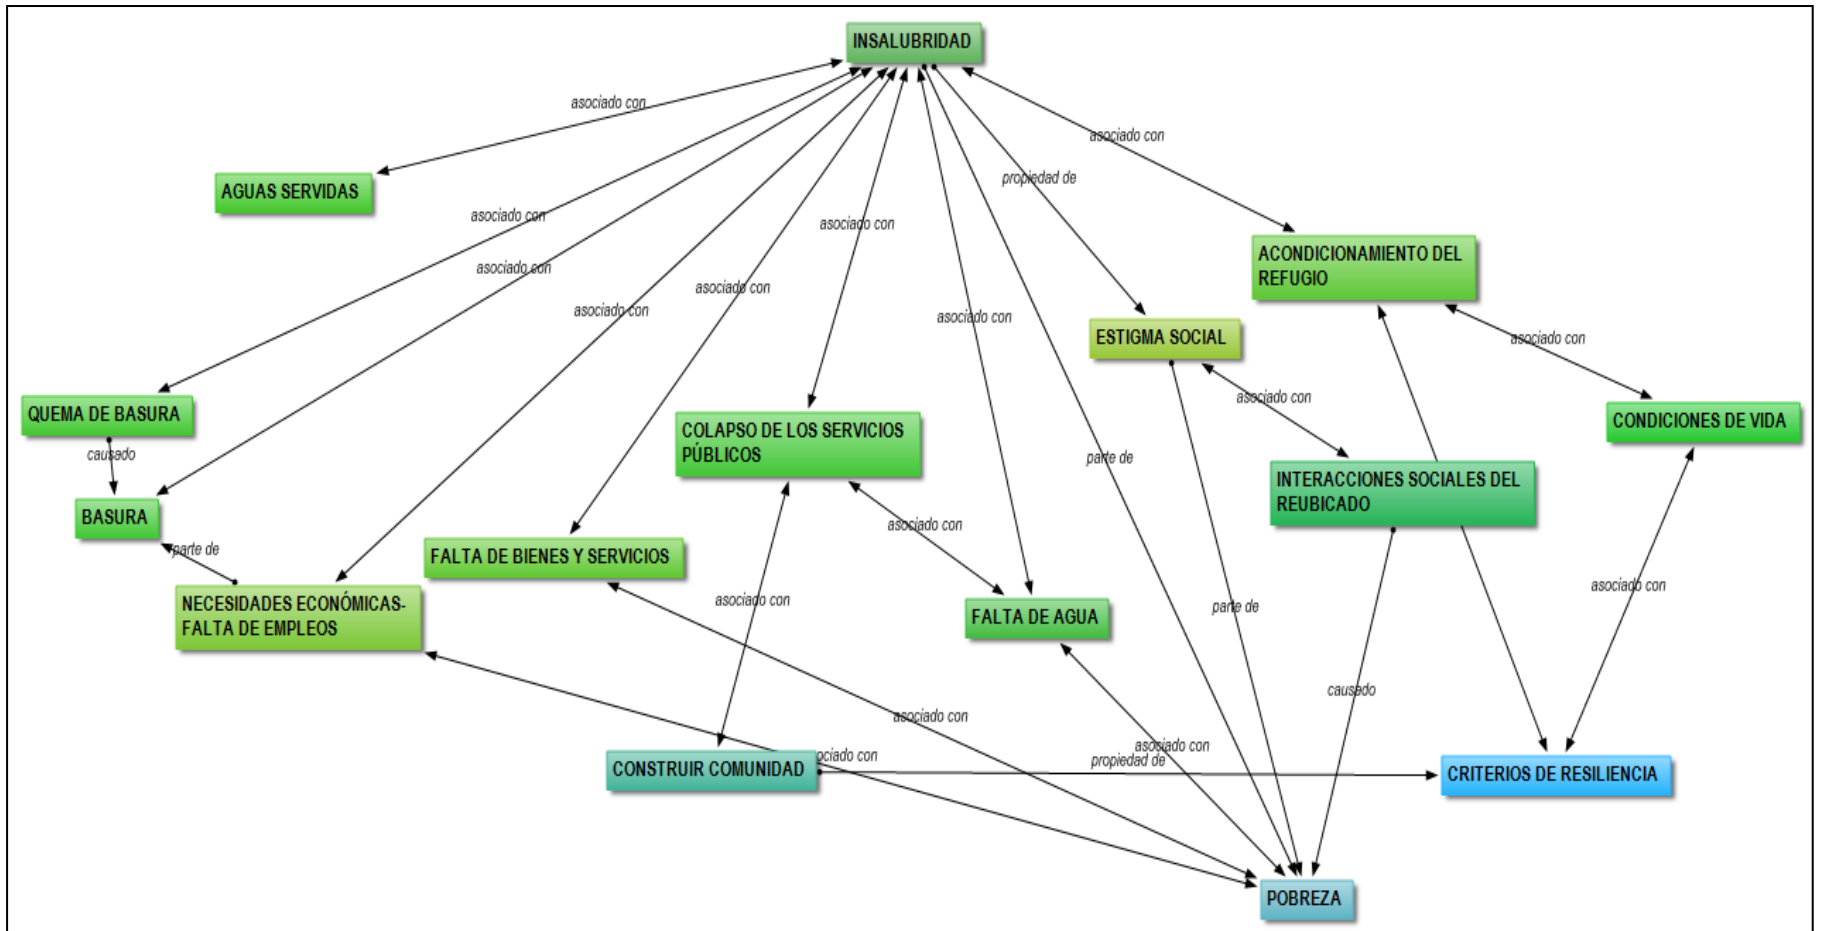 INSALUBRIDAD
asociado con
asociado con
propiedad de
AGUAS SERVIDAS
asociado con
asociado con
ACONDICIONAMIENTO DEL
REFUGIO
asociado con
asociado con
asociado con
asociado con
ESTIGMA SOCIAL
asociado con
asociado con
QUEMA DE BASURA
COLAPSO DE LOS SERVICIOS
PÚBLICOS
CONDICIONES DE VIDA
causado
parte de
INTERACCIONES SOCIALES DEL
REUBICADO
BASURA
asociado con
parte de
FALTA DE BIENES Y SERVICIOS
asociado con
NECESIDADES ECONÓMICAS-
FALTA DE EMPLEOS
asociado con
parte de
FALTA DE AGUA
causado
asociado con
asociado con
propiedad de
ociado con
CONSTRUIR COMUNIDAD
CRITERIOS DE RESILIENCIA
POBREZA